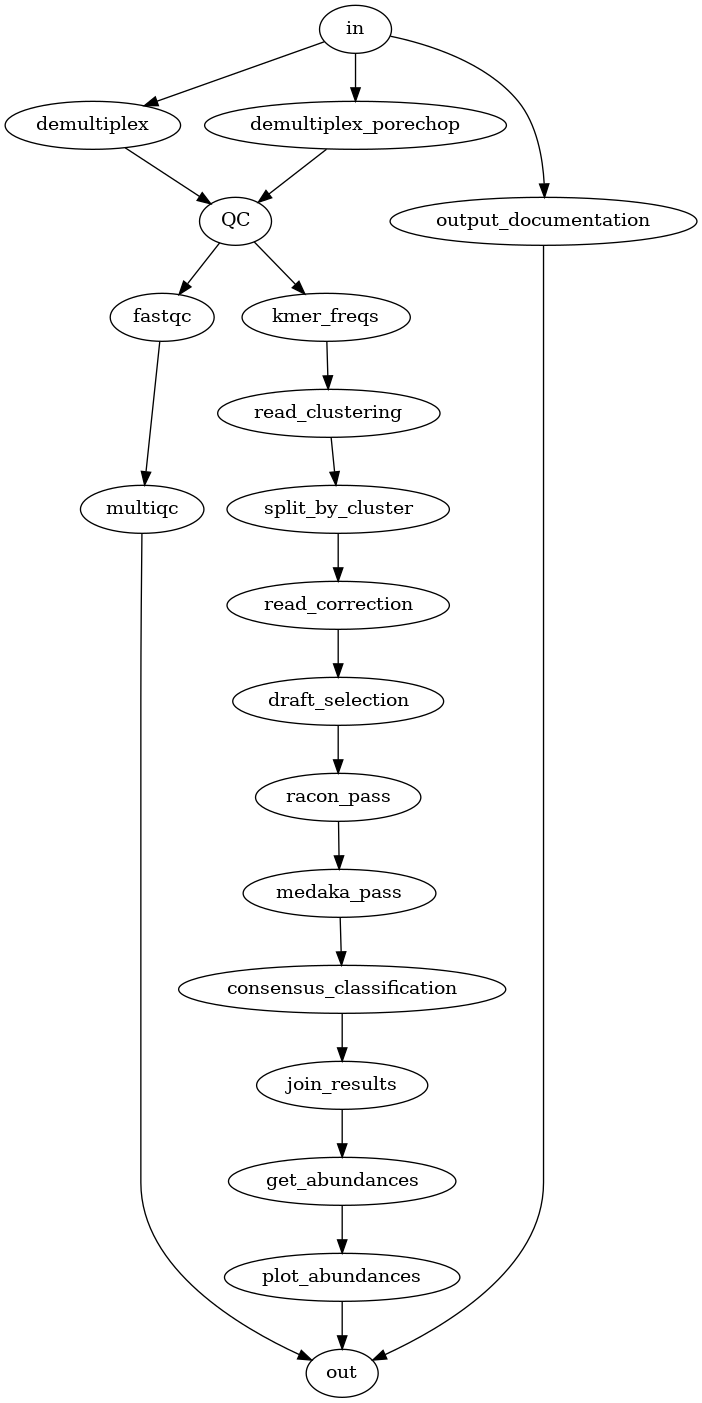 in
demultiplex
demultiplex_porechop
QC
output_documentation
fastqc
kmer_freqs
read_clustering
multiqc
split_by_cluster
read_correction
draft_selection
racon_pass
medaka_pass
consensus_classification
join_results
get_abundances
plot_abundances
out